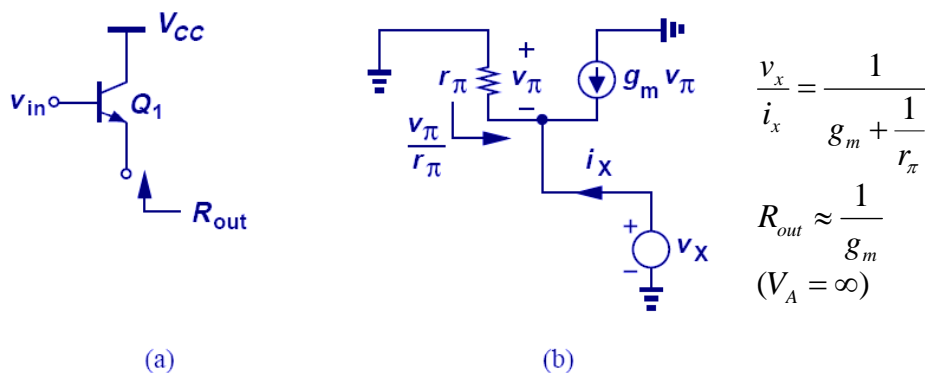 V_CC
v_in
Q_1
R_out
(a)
r_π
+
v_π
−
g_m v_π
v_π / r_π
i_X
+
v_X
−
(b)
v_x / i_x = 1 / (g_m + 1 / r_π)
R_out ≈ 1 / g_m
(V_A = ∞)